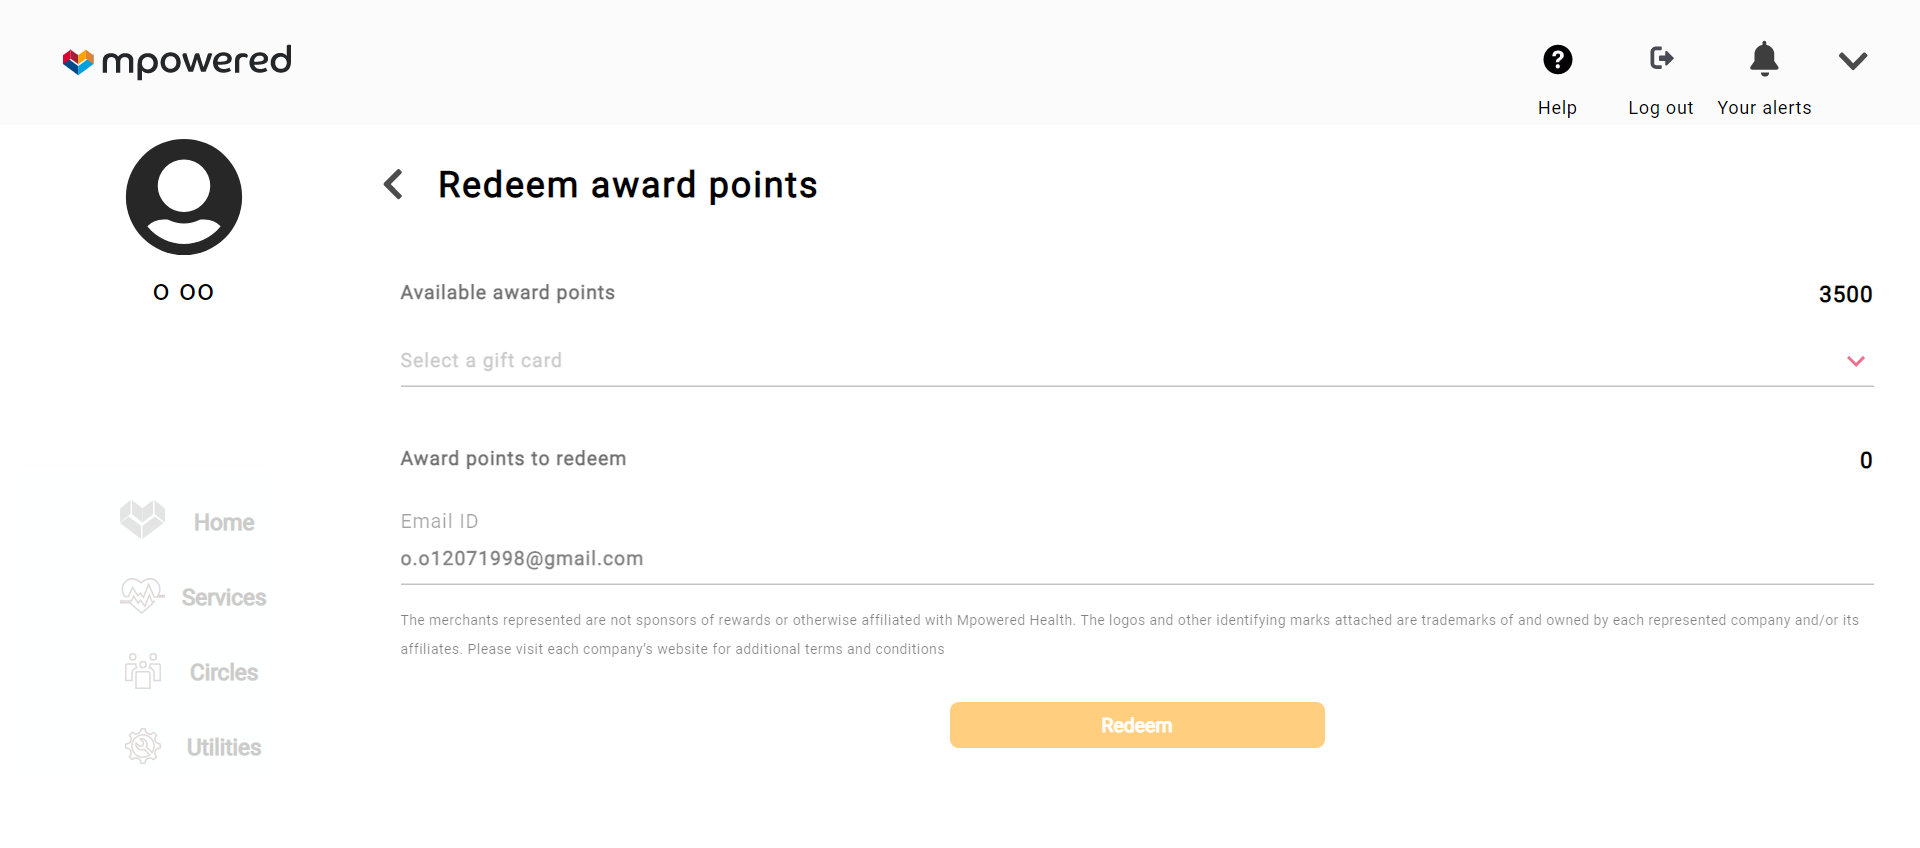 mpowered
Help
Log out
Your alerts
O OO
Redeem award points
Available award points
3500
Select a gift card
Award points to redeem
0
Email ID
o.o12071998@gmail.com
The merchants represented are not sponsors of rewards or otherwise affiliated with Mpowered Health. The logos and other identifying marks attached are trademarks of and owned by each represented company and/or its
affiliates. Please visit each company's website for additional terms and conditions
Redeem
Home
Services
Circles
Utilities